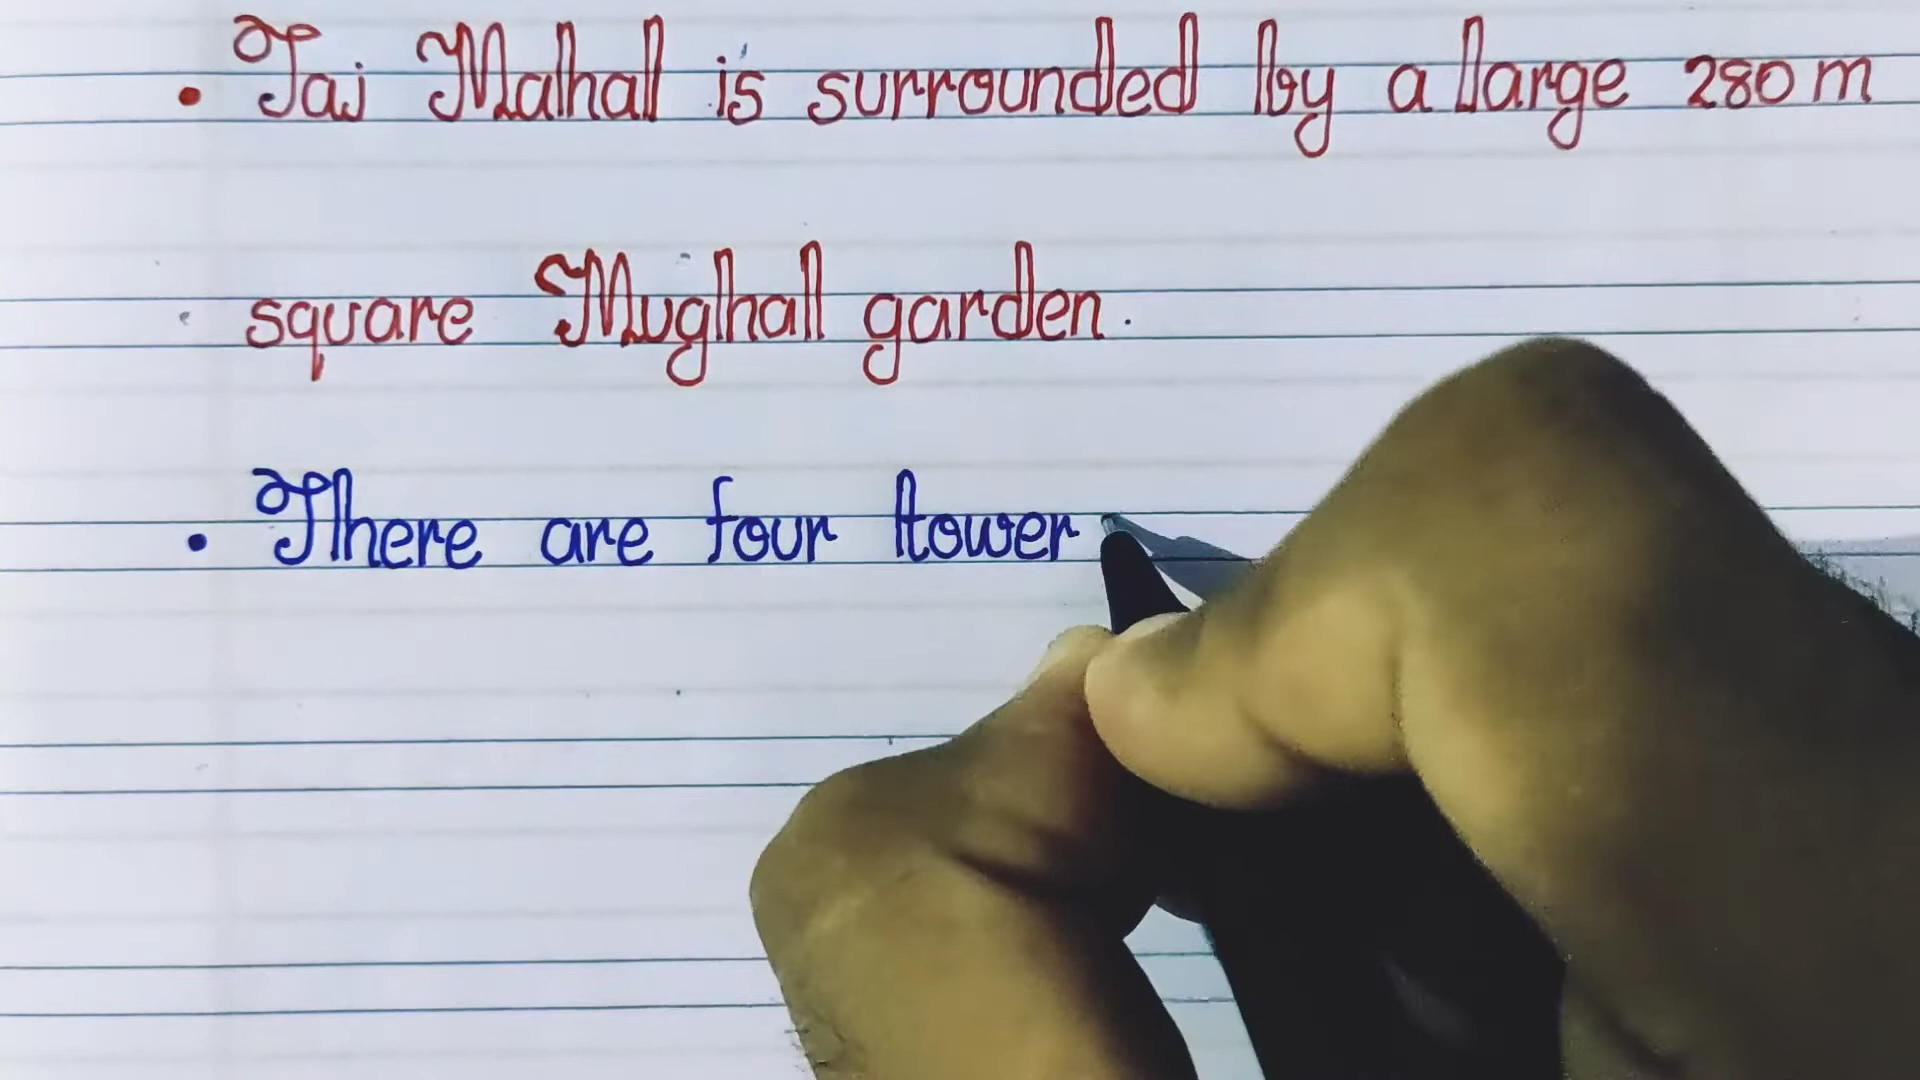 • Taj Mahal is surrounded by a large 280 m
square Mughal garden.
• There are four tower